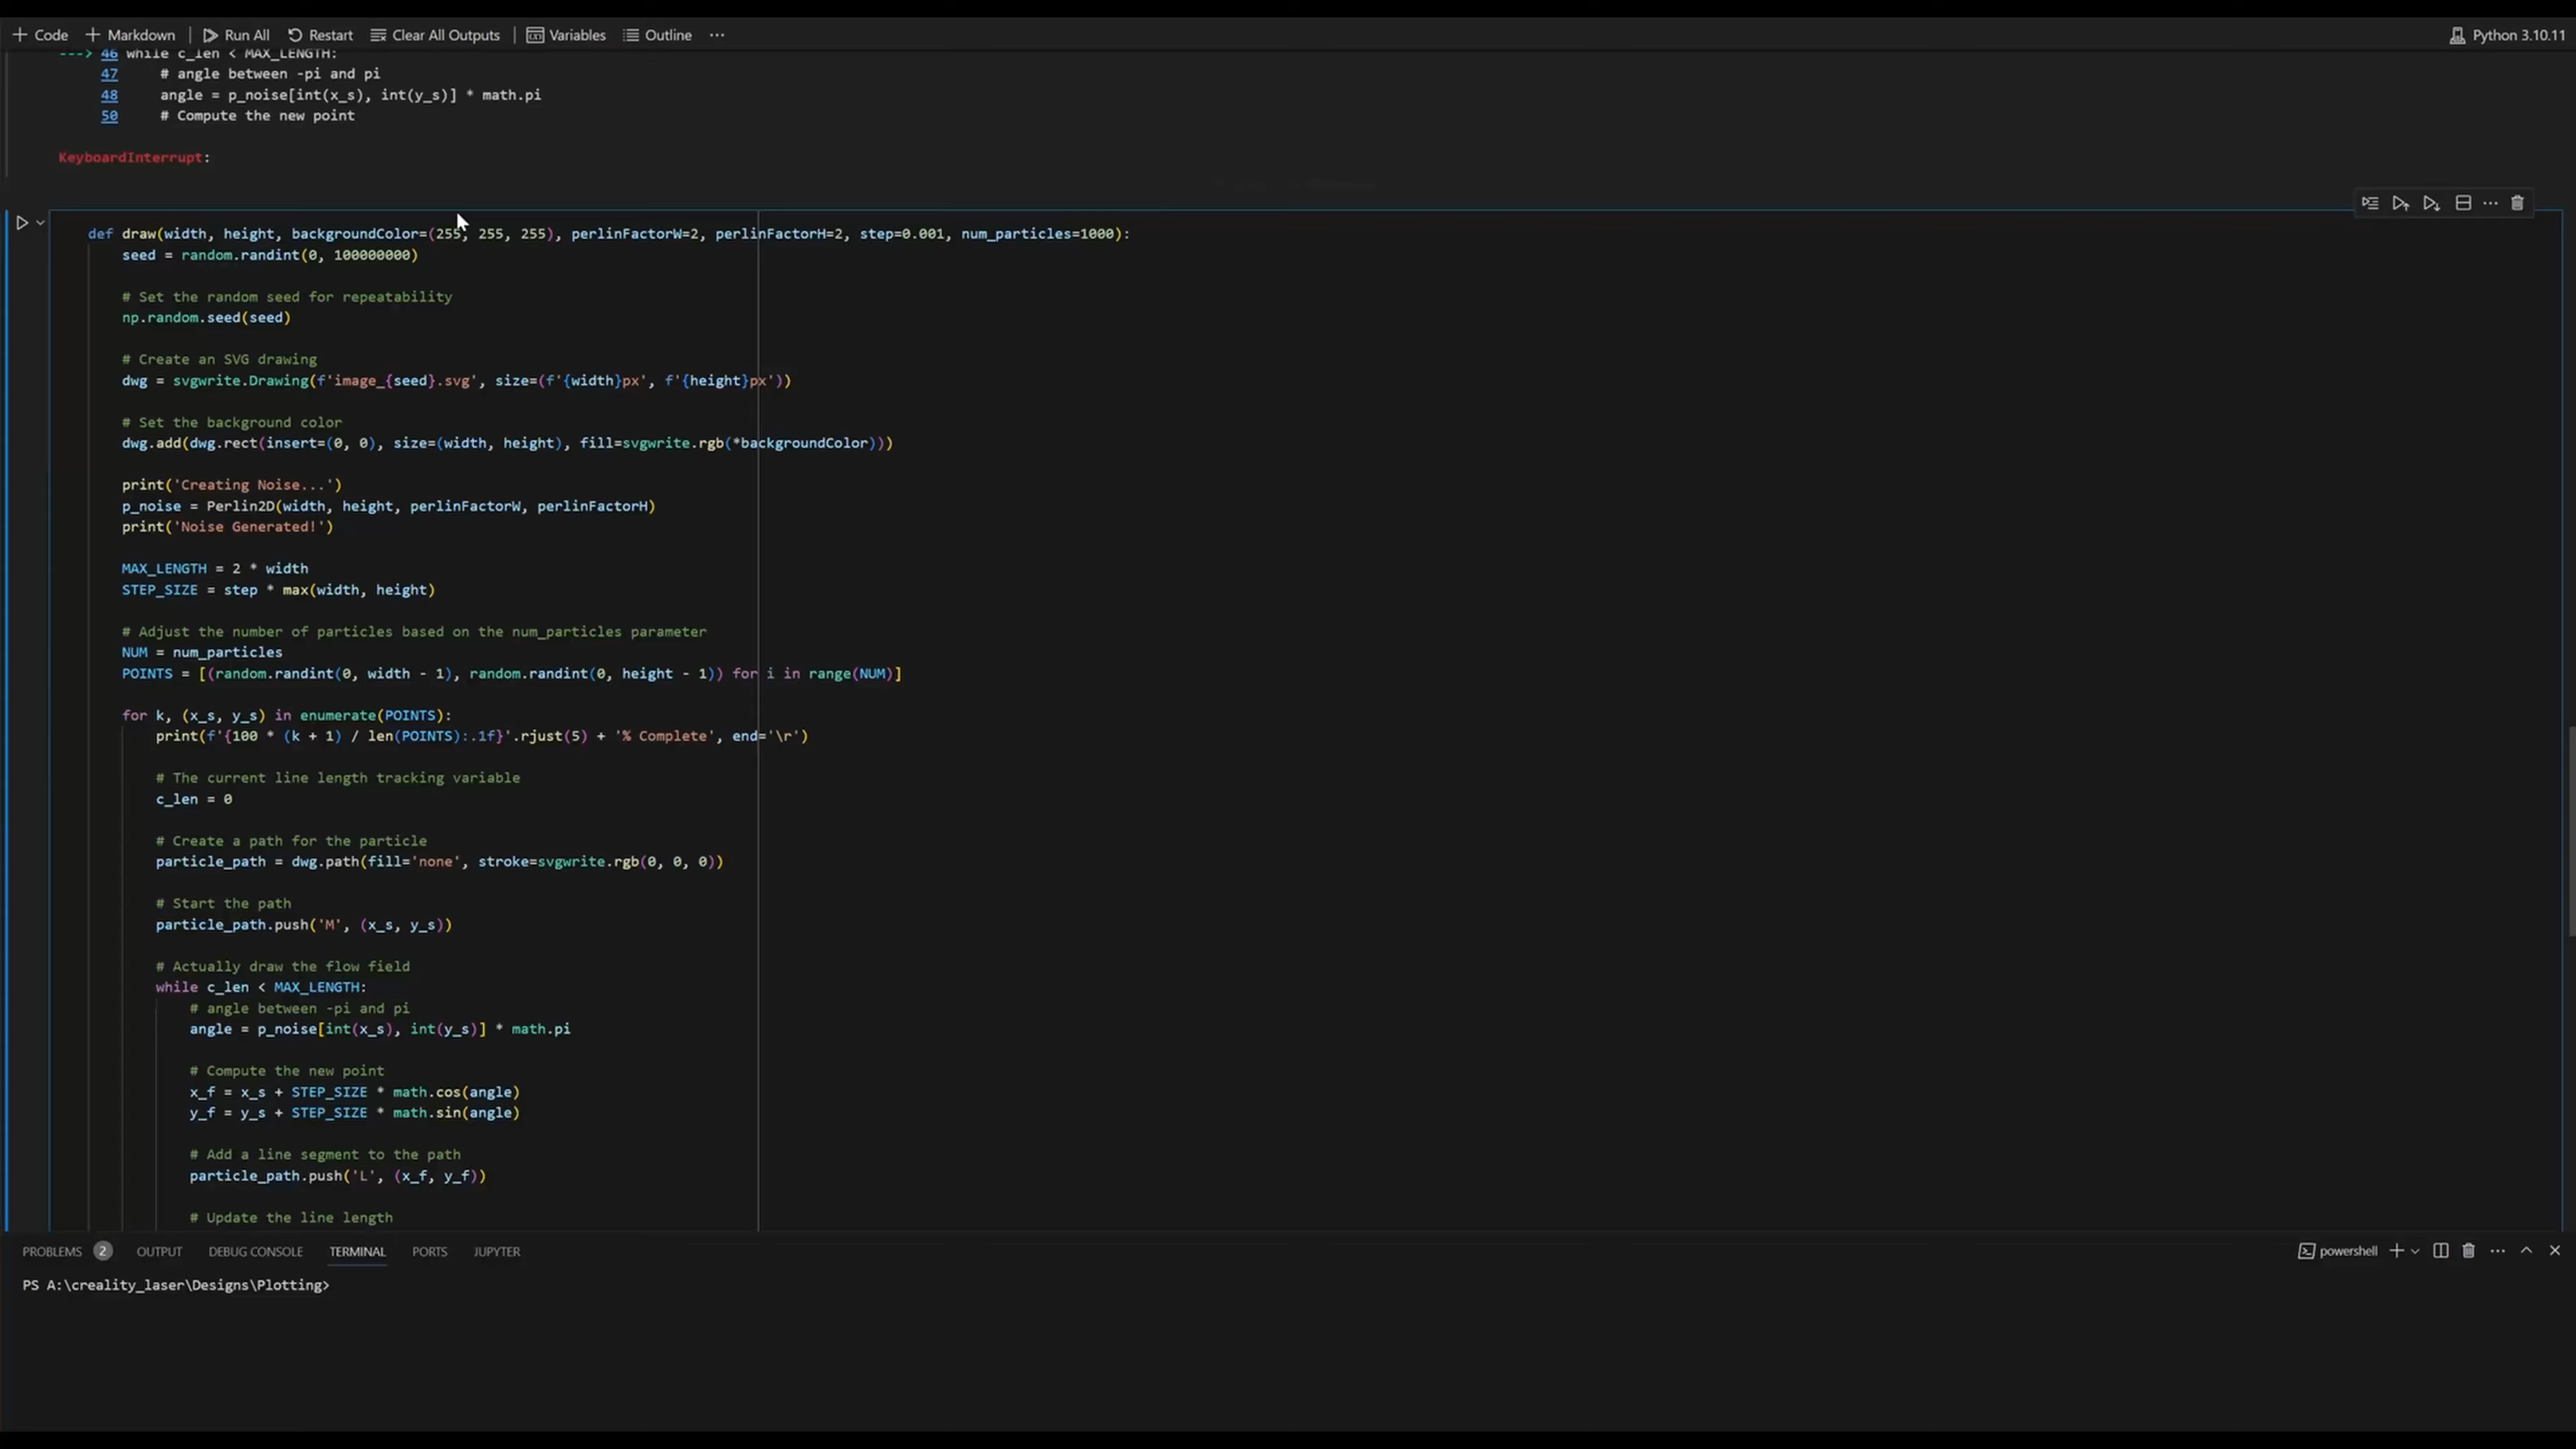 Code Markdown Run All Restart Clear All Outputs Variables Outline ... Python 3.10.11
---> 46 while c_len < MAX_LENGTH:
47 # angle between -pi and pi
48 angle = p_noise[int(x_s), int(y_s)] * math.pi
50 # Compute the new point
KeyboardInterrupt:
def draw(width, height, backgroundColor=(255, 255, 255), perlinFactorW=2, perlinFactorH=2, step=0.001, num_particles=1000):
seed = random.randint(0, 100000000)
# Set the random seed for repeatability
np.random.seed(seed)
# Create an SVG drawing
dwg = svgwrite.Drawing(f'image_{seed}.svg', size=(f'{width}px', f'{height}px'))
# Set the background color
dwg.add(dwg.rect(insert=(0, 0), size=(width, height), fill=svgwrite.rgb(*backgroundColor)))
print('Creating Noise...')
p_noise = Perlin2D(width, height, perlinFactorW, perlinFactorH)
print('Noise Generated!')
MAX_LENGTH = 2 * width
STEP_SIZE = step * max(width, height)
# Adjust the number of particles based on the num_particles parameter
NUM = num_particles
POINTS = [(random.randint(0, width - 1), random.randint(0, height - 1)) for i in range(NUM)]
for k, (x_s, y_s) in enumerate(POINTS):
print(f'{100 * (k + 1) / len(POINTS):.1f}'.rjust(5) + '% Complete', end='\r')
# The current line length tracking variable
c_len = 0
# Create a path for the particle
particle_path = dwg.path(fill='none', stroke=svgwrite.rgb(0, 0, 0))
# Start the path
particle_path.push('M', (x_s, y_s))
# Actually draw the flow field
while c_len < MAX_LENGTH:
# angle between -pi and pi
angle = p_noise[int(x_s), int(y_s)] * math.pi
# Compute the new point
x_f = x_s + STEP_SIZE * math.cos(angle)
y_f = y_s + STEP_SIZE * math.sin(angle)
# Add a line segment to the path
particle_path.push('L', (x_f, y_f))
# Update the line length
PROBLEMS 2 OUTPUT DEBUG CONSOLE TERMINAL PORTS JUPYTER powershell
PS A:\creality_laser\Designs\Plotting>